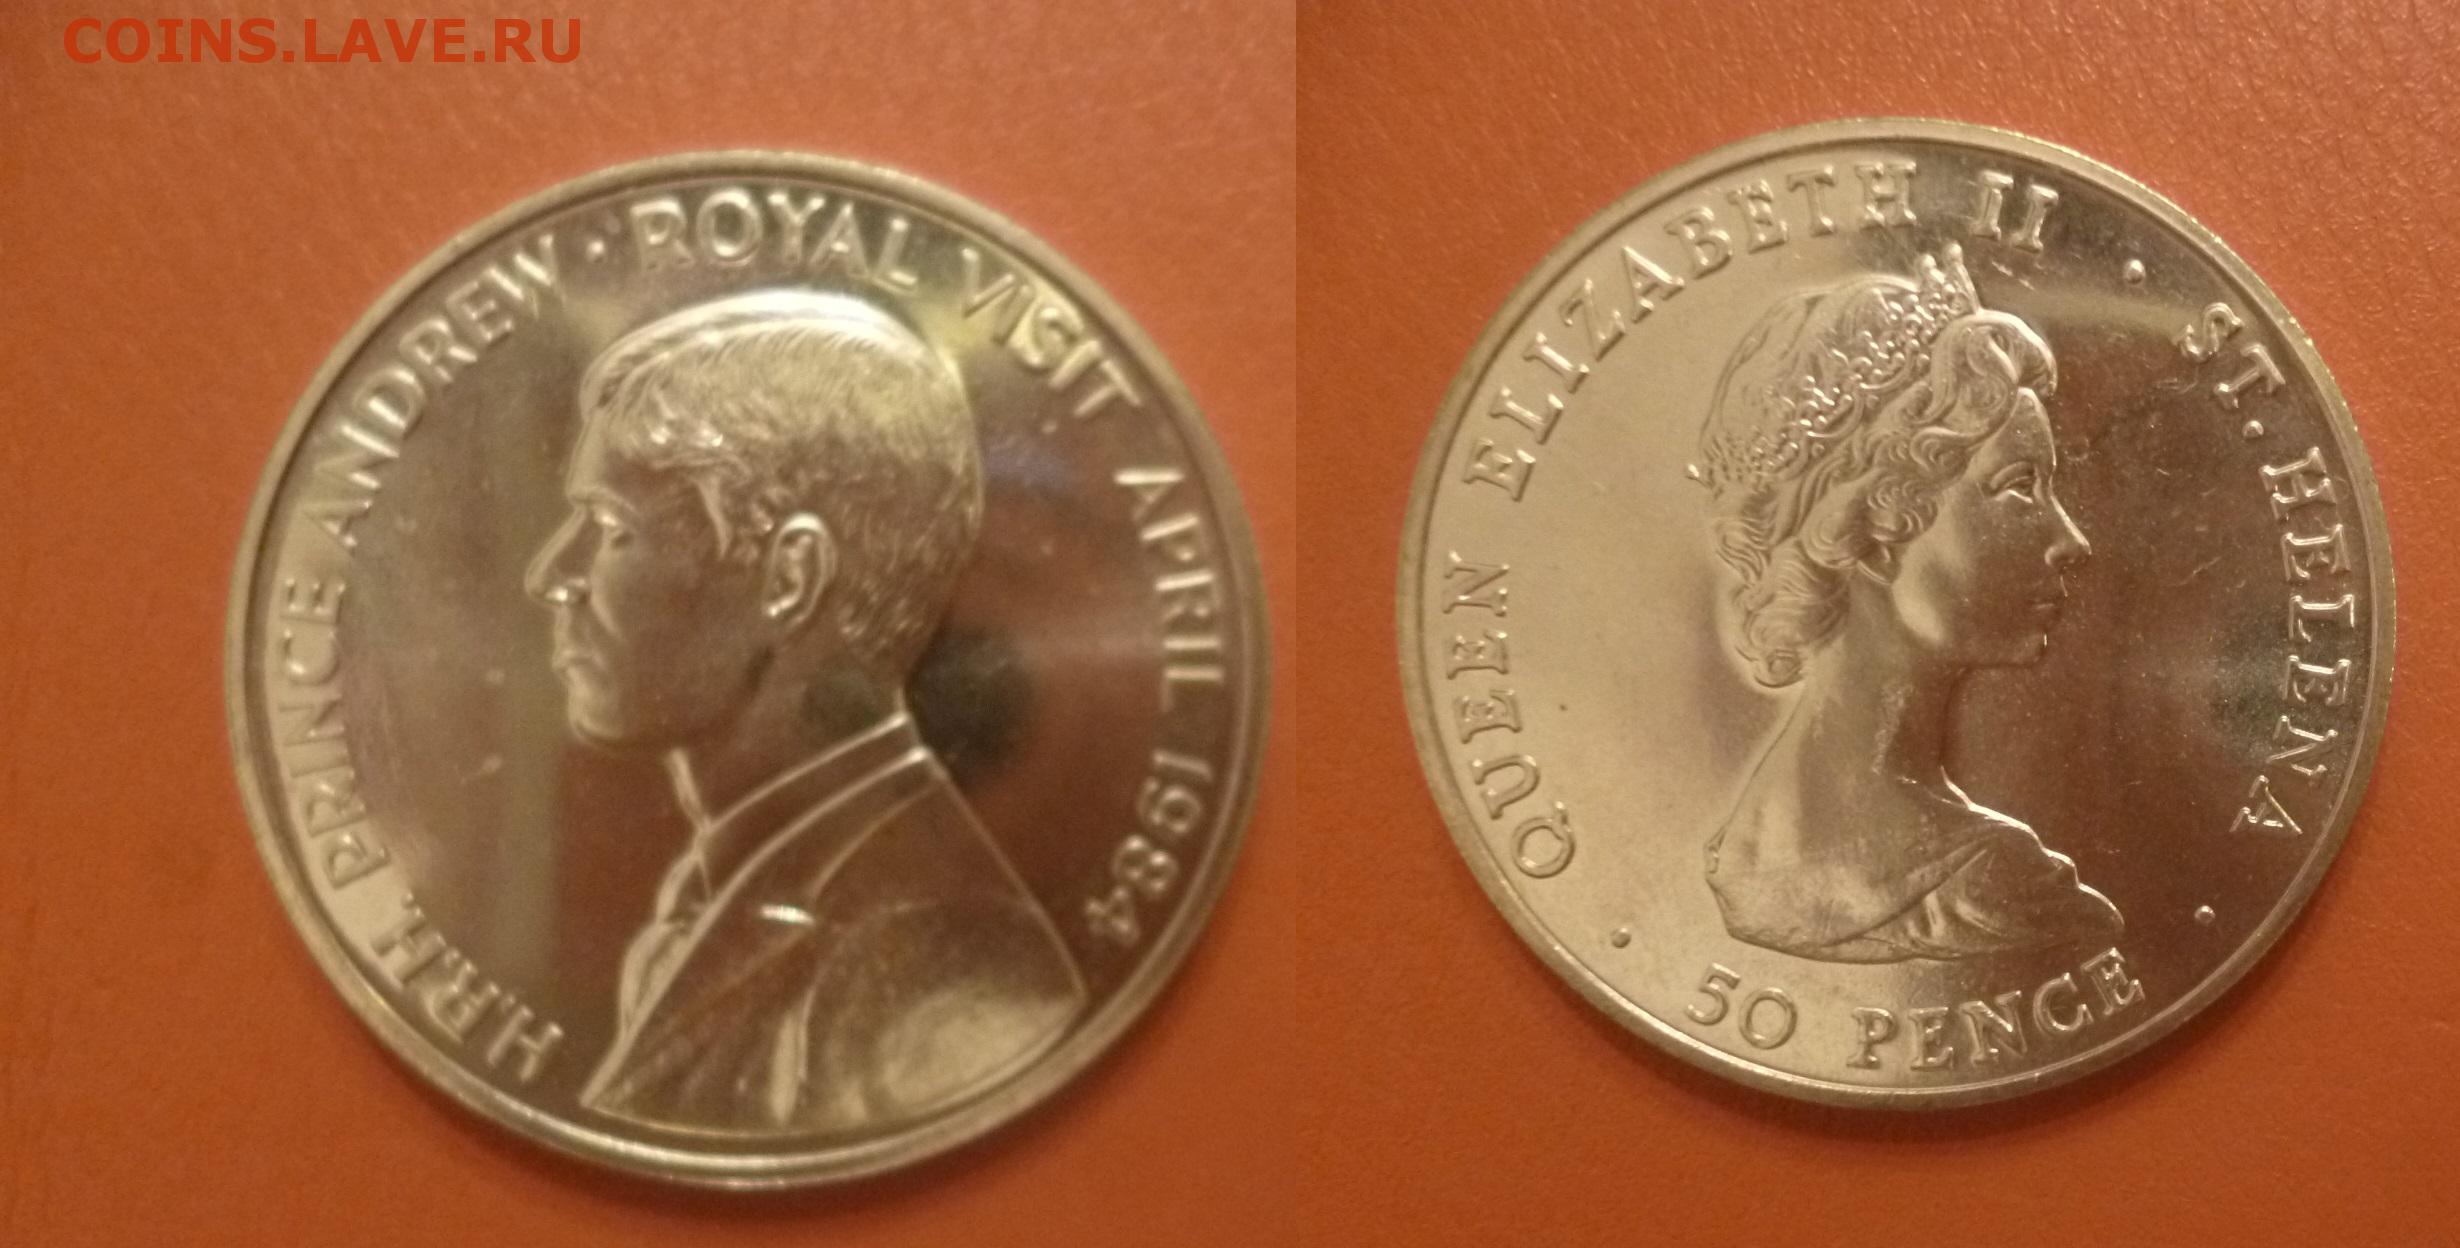 COINS.LAVE.RU
H.R.H. PRINCE ANDREW · ROYAL VISIT APRIL 1984
· QUEEN ELIZABETH II · ST. HELENA ·
50 PENCE